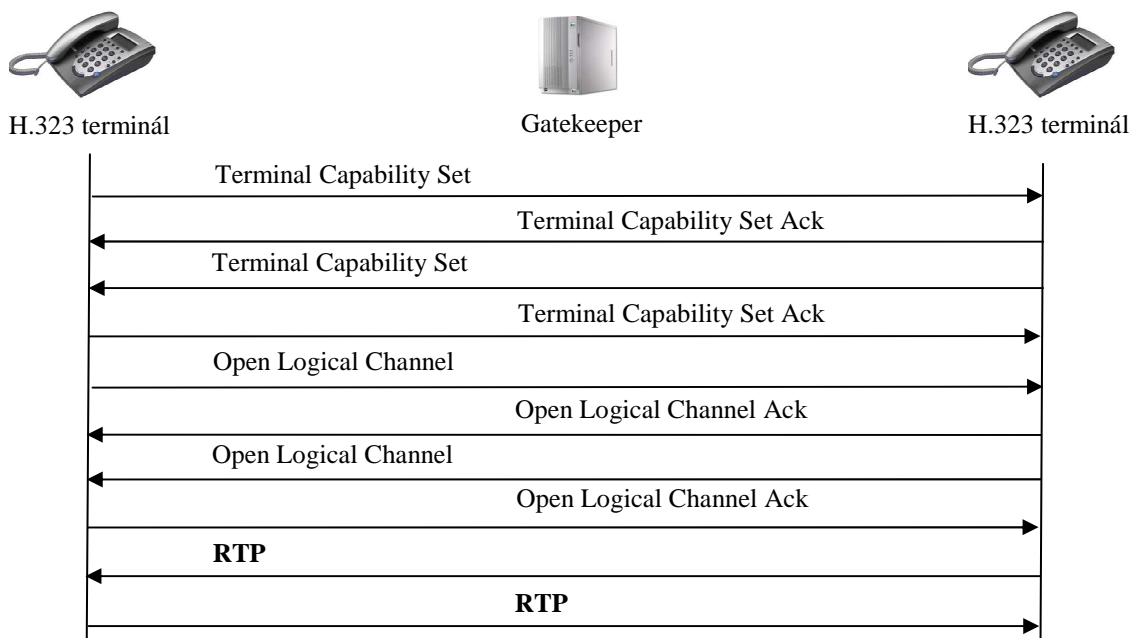 H.323 terminál
Gatekeeper
H.323 terminál
Terminal Capability Set
Terminal Capability Set Ack
Terminal Capability Set
Terminal Capability Set Ack
Open Logical Channel
Open Logical Channel Ack
Open Logical Channel
Open Logical Channel Ack
RTP
RTP